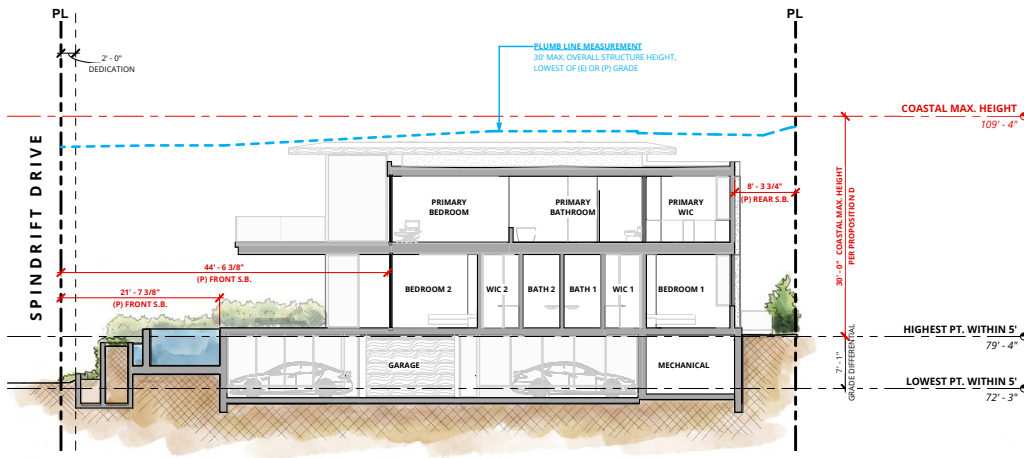 PL
PL
2' - 0"
DEDICATION
PLUMB LINE MEASUREMENT
30' MAX. OVERALL STRUCTURE HEIGHT,
LOWEST OF (E) OR (P) GRADE
COASTAL MAX. HEIGHT
109' - 4"
SPINDRIFT DRIVE
8' - 3 3/4"
(P) REAR S.B.
30' - 0" COASTAL MAX. HEIGHT
PER PROPOSITION D
PRIMARY
BEDROOM
PRIMARY
BATHROOM
PRIMARY
WIC
44' - 6 3/8"
(P) FRONT S.B.
21' - 7 3/8"
(P) FRONT S.B.
BEDROOM 2
WIC 2
BATH 2
BATH 1
WIC 1
BEDROOM 1
HIGHEST PT. WITHIN 5'
79' - 4"
GARAGE
MECHANICAL
7' - 1"
GRADE DIFFERENTIAL
LOWEST PT. WITHIN 5'
72' - 3"